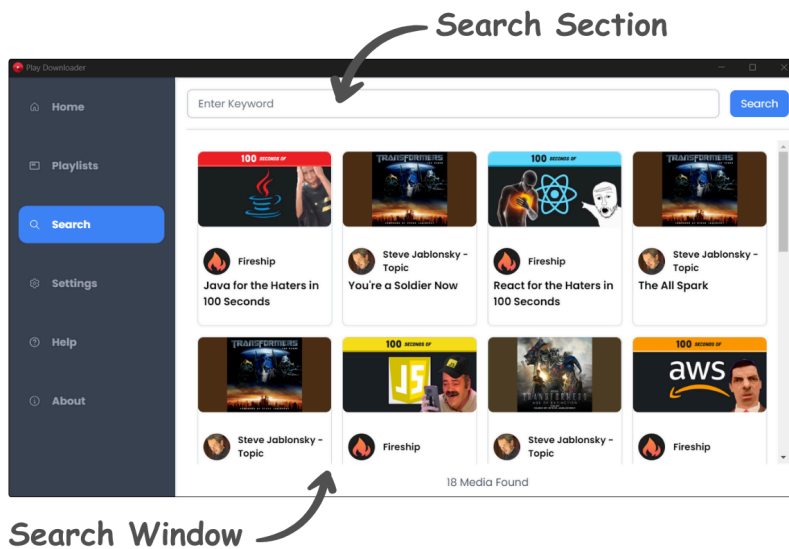 Search Section
Play Downloader
Home
Enter Keyword
Search
Playlists
Search
Settings
Help
About
100 SECONDS OF
TRANSFORMERS
100 SECONDS OF
TRANSFORMERS
Fireship
Steve Jablonsky -
Topic
Fireship
Steve Jablonsky -
Topic
Java for the Haters in
100 Seconds
You're a Soldier Now
React for the Haters in
100 Seconds
The All Spark
TRANSFORMERS
100 SECONDS OF
JS
TRANSFORMERS
AGE OF EXTINCTION
100 SECONDS OF
aws
Steve Jablonsky -
Topic
Fireship
Steve Jablonsky -
Topic
Fireship
18 Media Found
Search Window